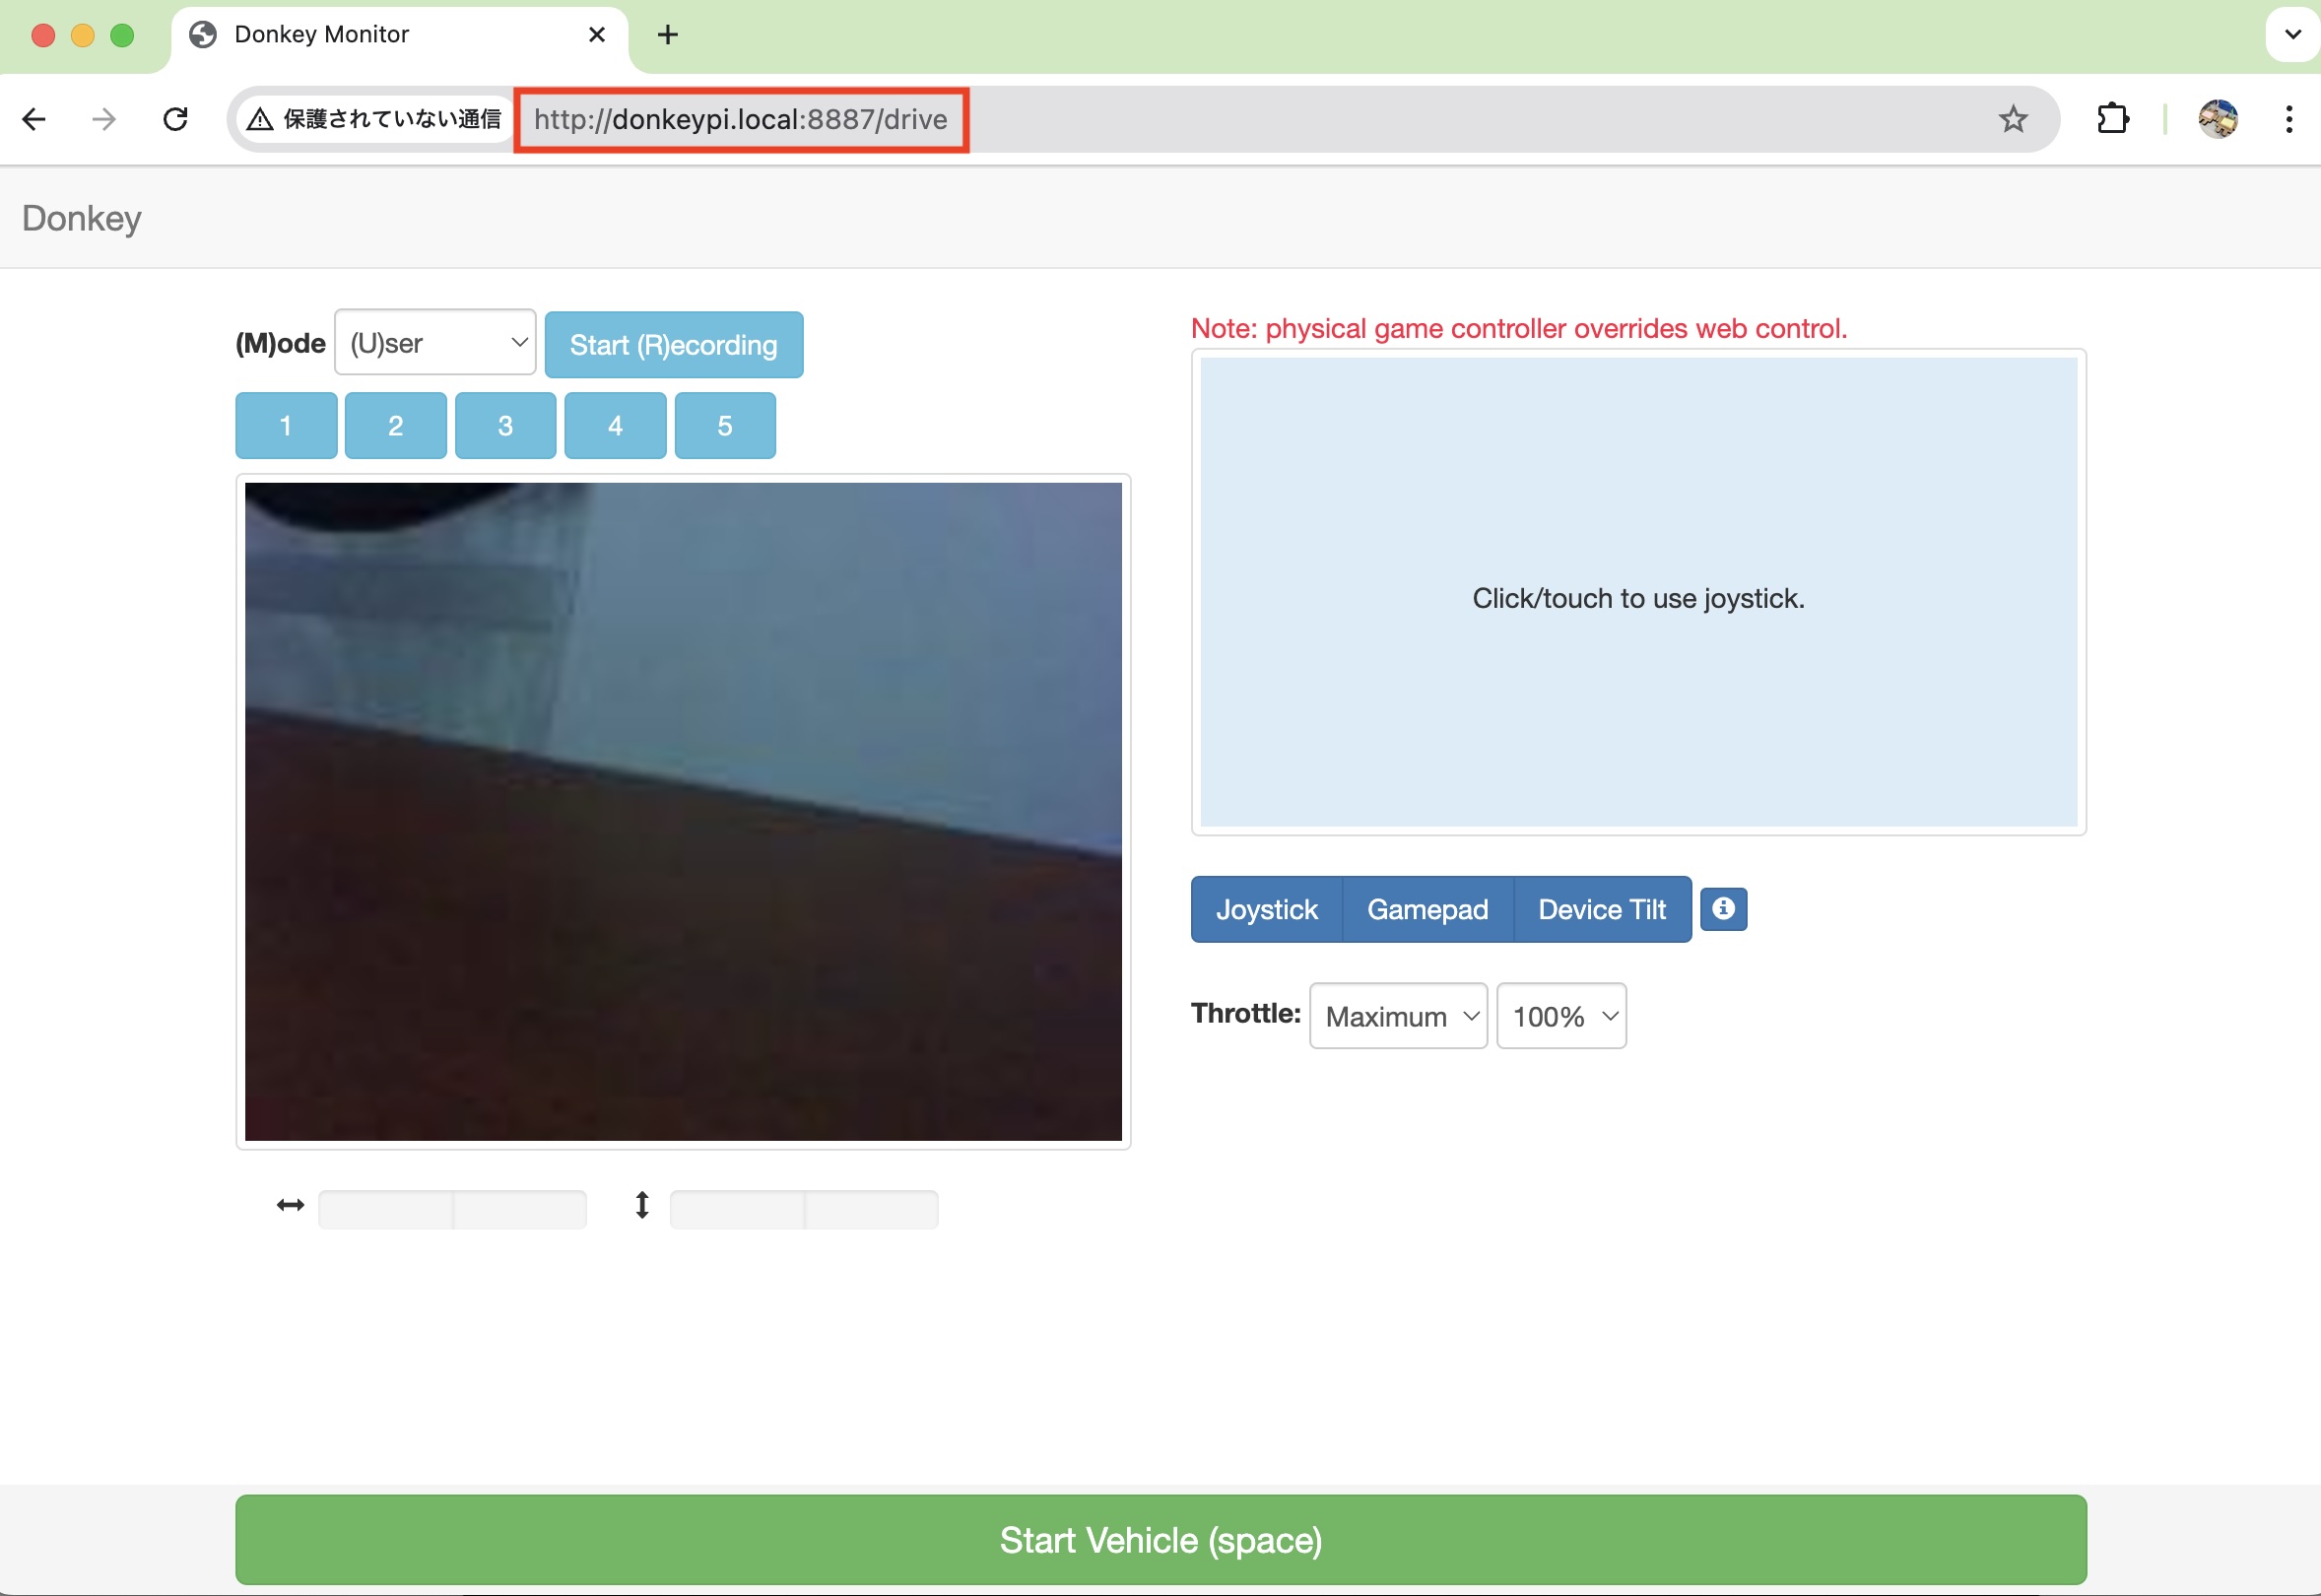 Donkey Monitor
保護されていない通信 http://donkeypi.local:8887/drive
Donkey
(M)ode (U)ser Start (R)ecording
1 2 3 4 5
Note: physical game controller overrides web control.
Click/touch to use joystick.
Joystick Gamepad Device Tilt
Throttle: Maximum 100%
Start Vehicle (space)